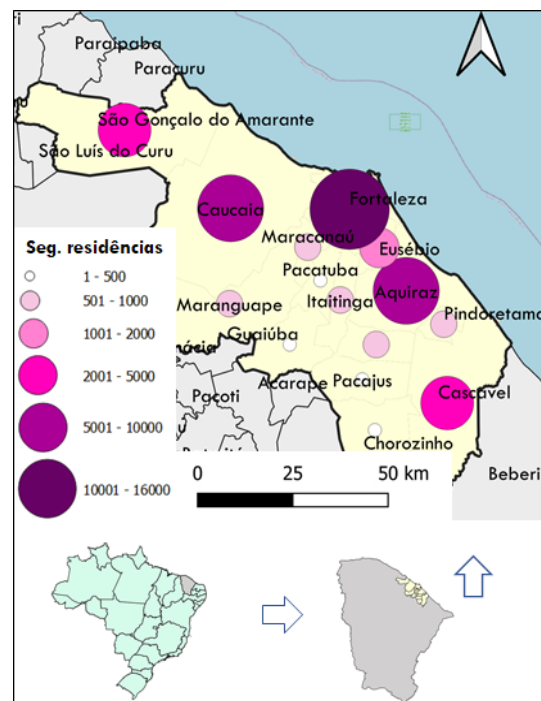 Paraipaba
Paracuru
São Gonçalo do Amarante
São Luís do Curu
Fortaleza
Caucaia
Maracanaú
Eusébio
Pacatuba
Aquiraz
Itaitinga
Maranguape
Pindoretama
Guaiúba
Acarape
Pacajus
Cascavel
Pacoti
Chorozinho
Beberi
Seg. residências
1 - 500
501 - 1000
1001 - 2000
2001 - 5000
5001 - 10000
10001 - 16000
0 25 50 km